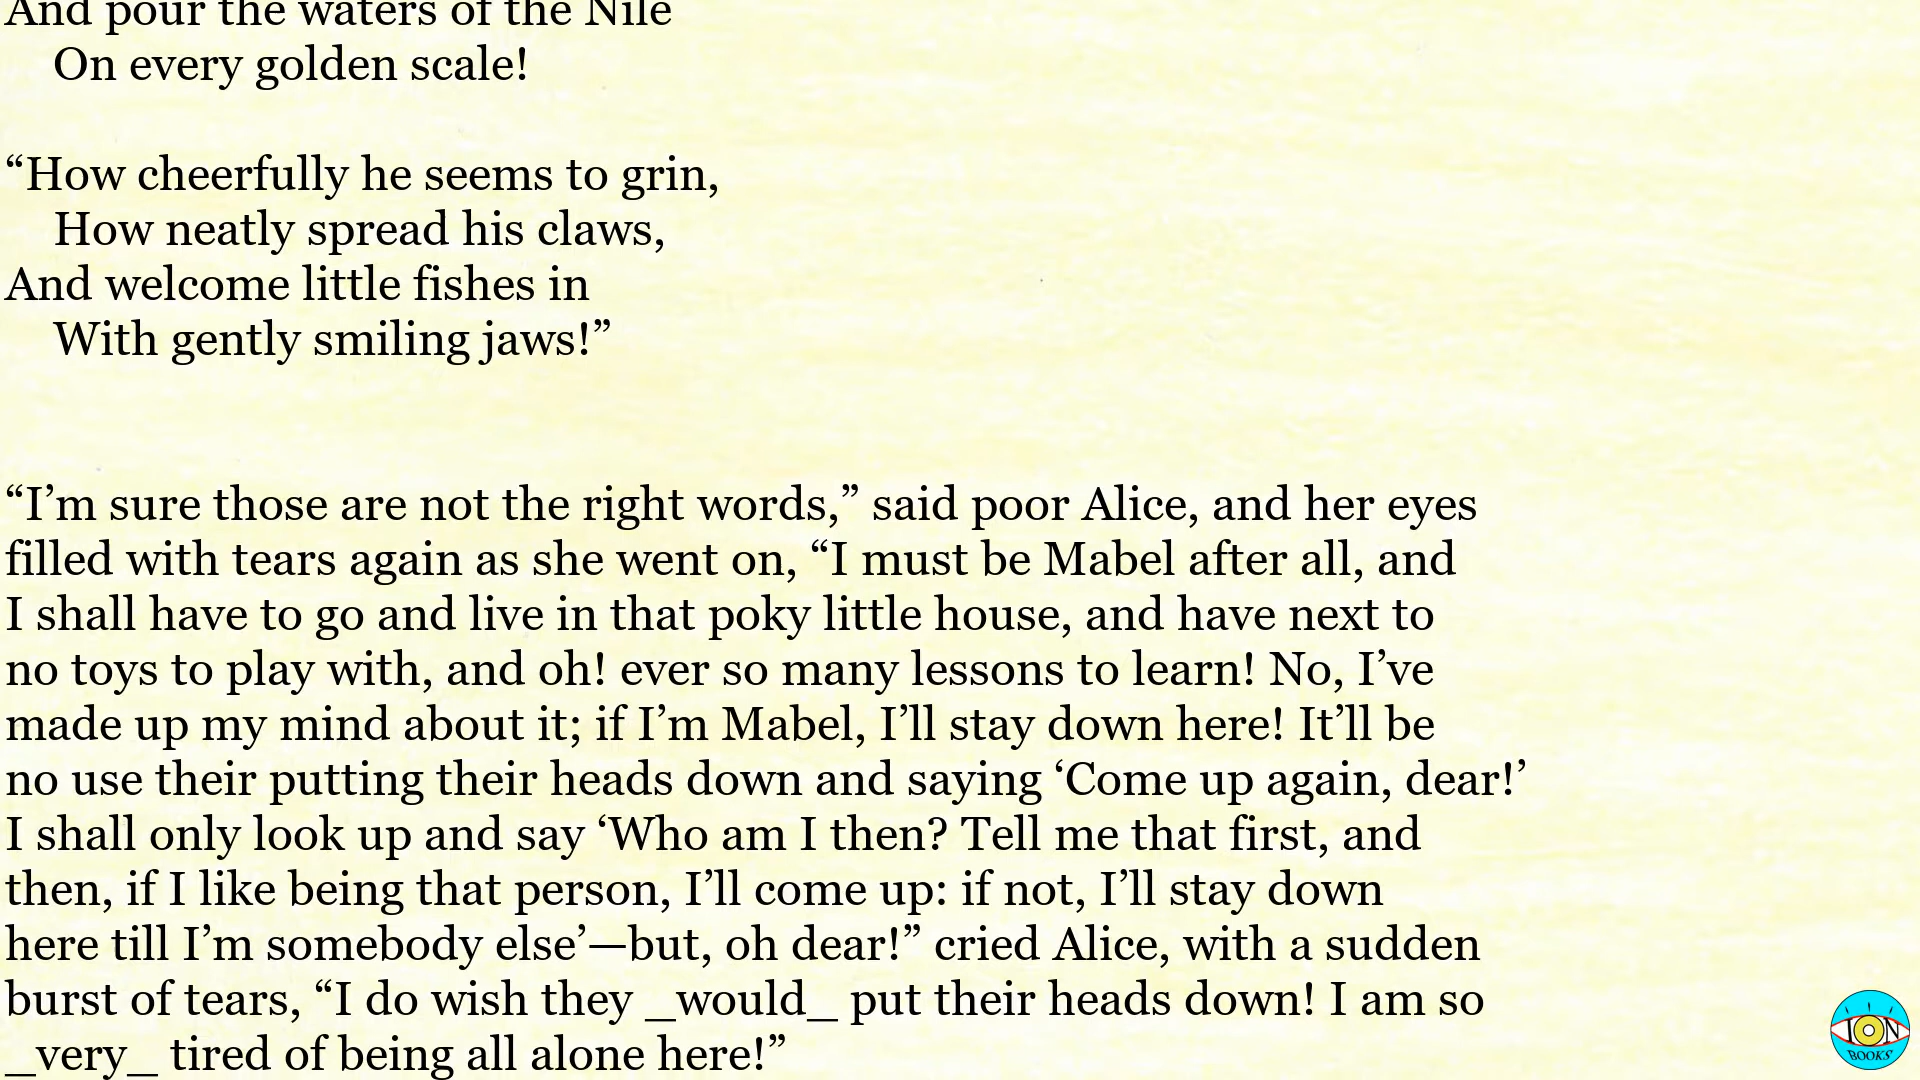 And pour the waters of the Nile
On every golden scale!
“How cheerfully he seems to grin,
How neatly spread his claws,
And welcome little fishes in
With gently smiling jaws!”
“I’m sure those are not the right words,” said poor Alice, and her eyes
filled with tears again as she went on, “I must be Mabel after all, and
I shall have to go and live in that poky little house, and have next to
no toys to play with, and oh! ever so many lessons to learn! No, I’ve
made up my mind about it; if I’m Mabel, I’ll stay down here! It’ll be
no use their putting their heads down and saying ‘Come up again, dear!’
I shall only look up and say ‘Who am I then? Tell me that first, and
then, if I like being that person, I’ll come up: if not, I’ll stay down
here till I’m somebody else’—but, oh dear!” cried Alice, with a sudden
burst of tears, “I do wish they _would_ put their heads down! I am so
_very_ tired of being all alone here!”
ION
BOOKS